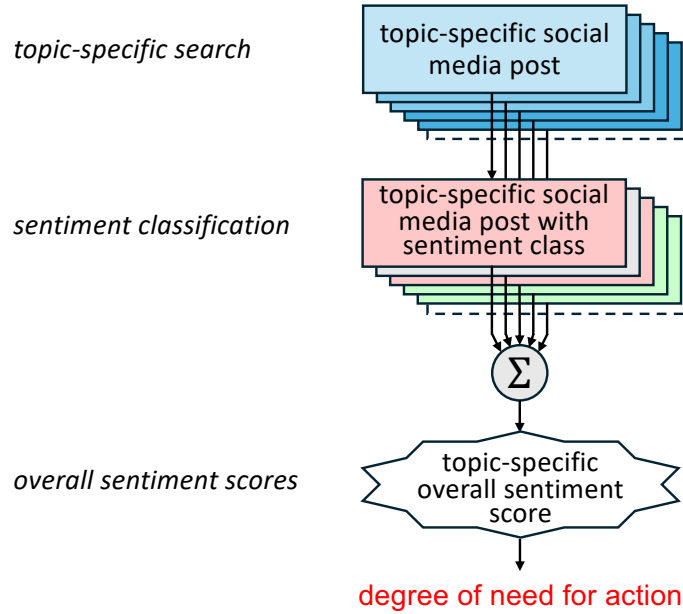 topic-specific search
topic-specific social
media post
sentiment classification
topic-specific social
media post with
sentiment class
Σ
overall sentiment scores
topic-specific
overall sentiment
score
degree of need for action